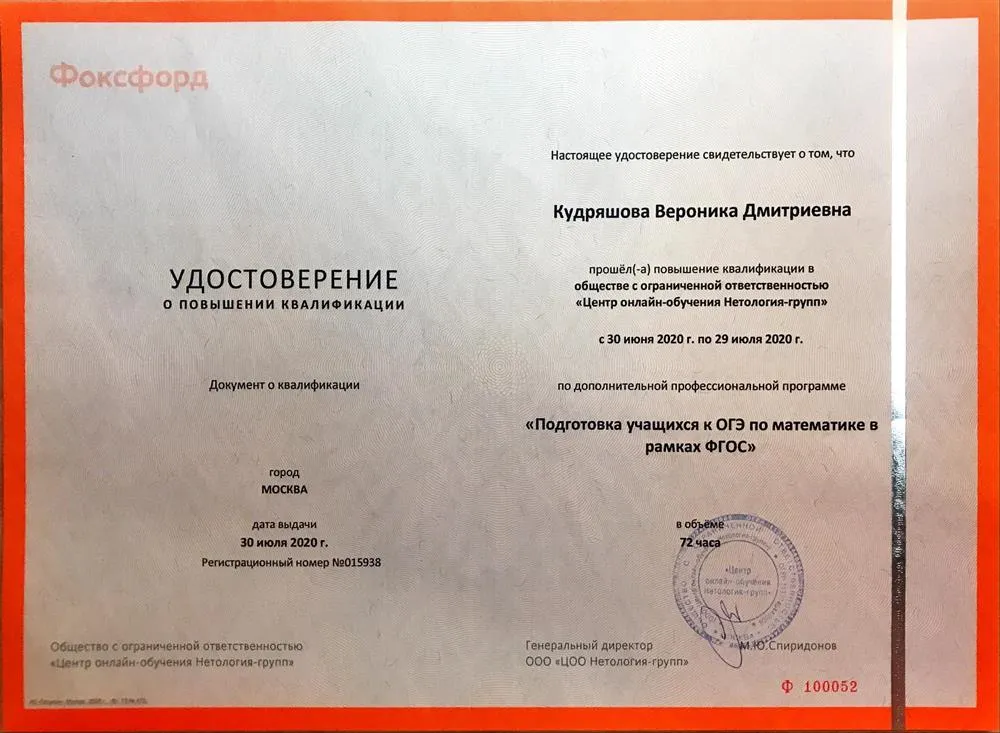 Фоксфорд
УДОСТОВЕРЕНИЕ
О ПОВЫШЕНИИ КВАЛИФИКАЦИИ
Документ о квалификации
город
МОСКВА
дата выдачи
30 июля 2020 г.
Регистрационный номер №015938
Общество с ограниченной ответственностью
«Центр онлайн-обучения Нетология-групп»
Настоящее удостоверение свидетельствует о том, что
Кудряшова Вероника Дмитриевна
прошёл(-а) повышение квалификации в
обществе с ограниченной ответственностью
«Центр онлайн-обучения Нетология-групп»
с 30 июня 2020 г. по 29 июля 2020 г.
по дополнительной профессиональной программе
«Подготовка учащихся к ОГЭ по математике в
рамках ФГОС»
в объёме
72 часа
«Центр
онлайн-обучения
Нетология-групп»
Генеральный директор
М.Ю.Спиридонов
ООО «ЦОО Нетология-групп»
Ф 100052